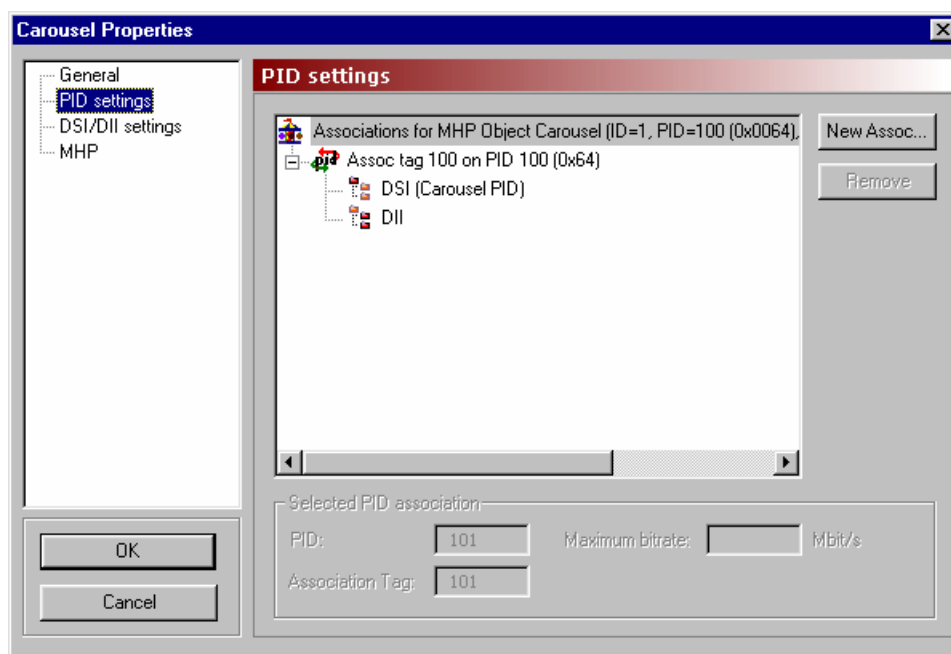 Carousel Properties
General
PID settings
DSI/DII settings
MHP
OK
Cancel
PID settings
Associations for MHP Object Carousel (ID=1, PID=100 (0x0064),
pid Assoc tag 100 on PID 100 (0x64)
DSI (Carousel PID)
DII
New Assoc...
Remove
Selected PID association
PID: 101 Maximum bitrate: Mbit/s
Association Tag: 101